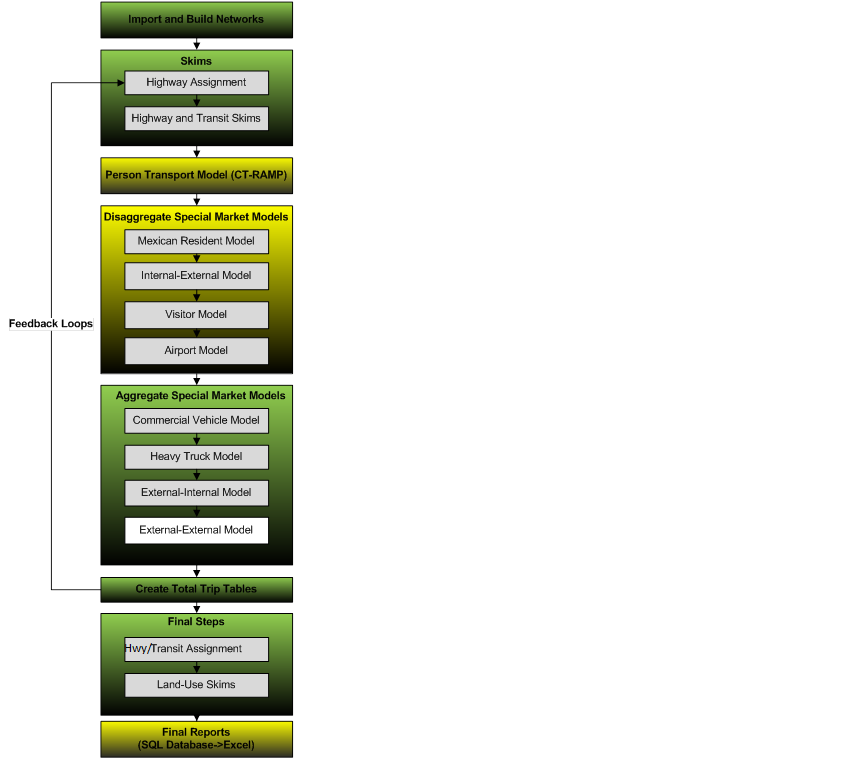 Import and Build Networks
Skims
Highway Assignment
Highway and Transit Skims
Person Transport Model (CT-RAMP)
Disaggregate Special Market Models
Mexican Resident Model
Internal-External Model
Visitor Model
Airport Model
Feedback Loops
Aggregate Special Market Models
Commercial Vehicle Model
Heavy Truck Model
External-Internal Model
External-External Model
Create Total Trip Tables
Final Steps
Hwy/Transit Assignment
Land-Use Skims
Final Reports
(SQL Database->Excel)